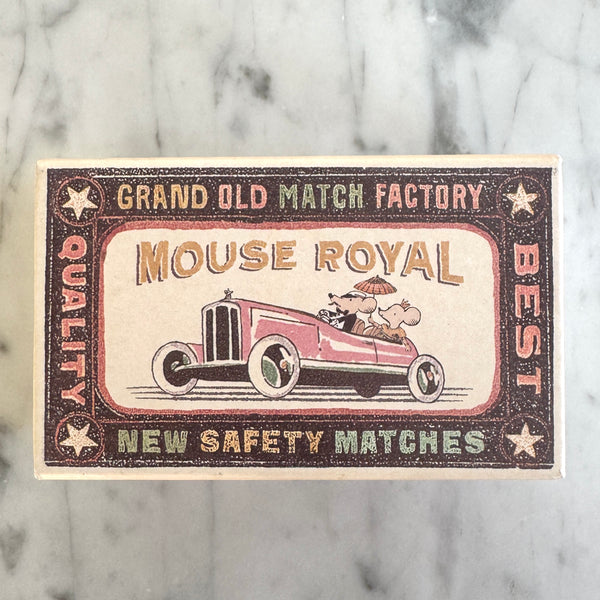 GRAND OLD MATCH FACTORY
QUALITY
MOUSE ROYAL
BEST
NEW SAFETY MATCHES